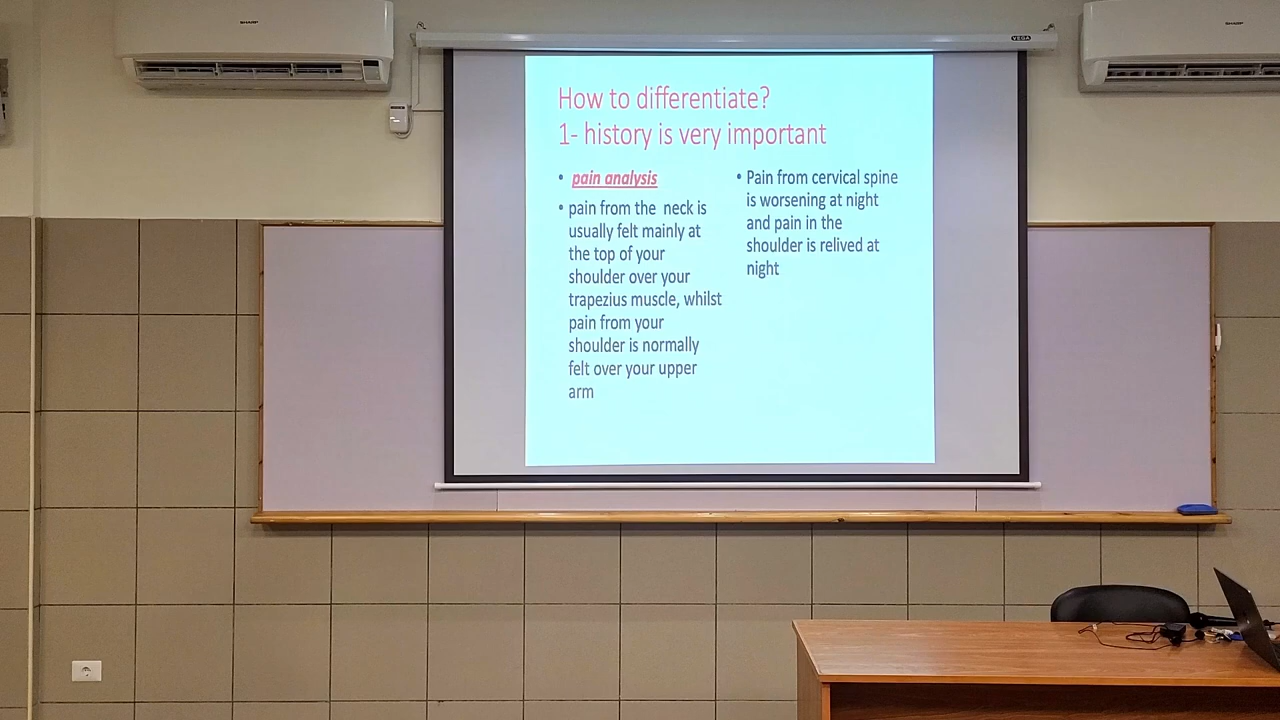 SHARP
SHARP
VEGA
How to differentiate?
1- history is very important
• pain analysis
• pain from the neck is
usually felt mainly at
the top of your
shoulder over your
trapezius muscle, whilst
pain from your
shoulder is normally
felt over your upper
arm
• Pain from cervical spine
is worsening at night
and pain in the
shoulder is relived at
night